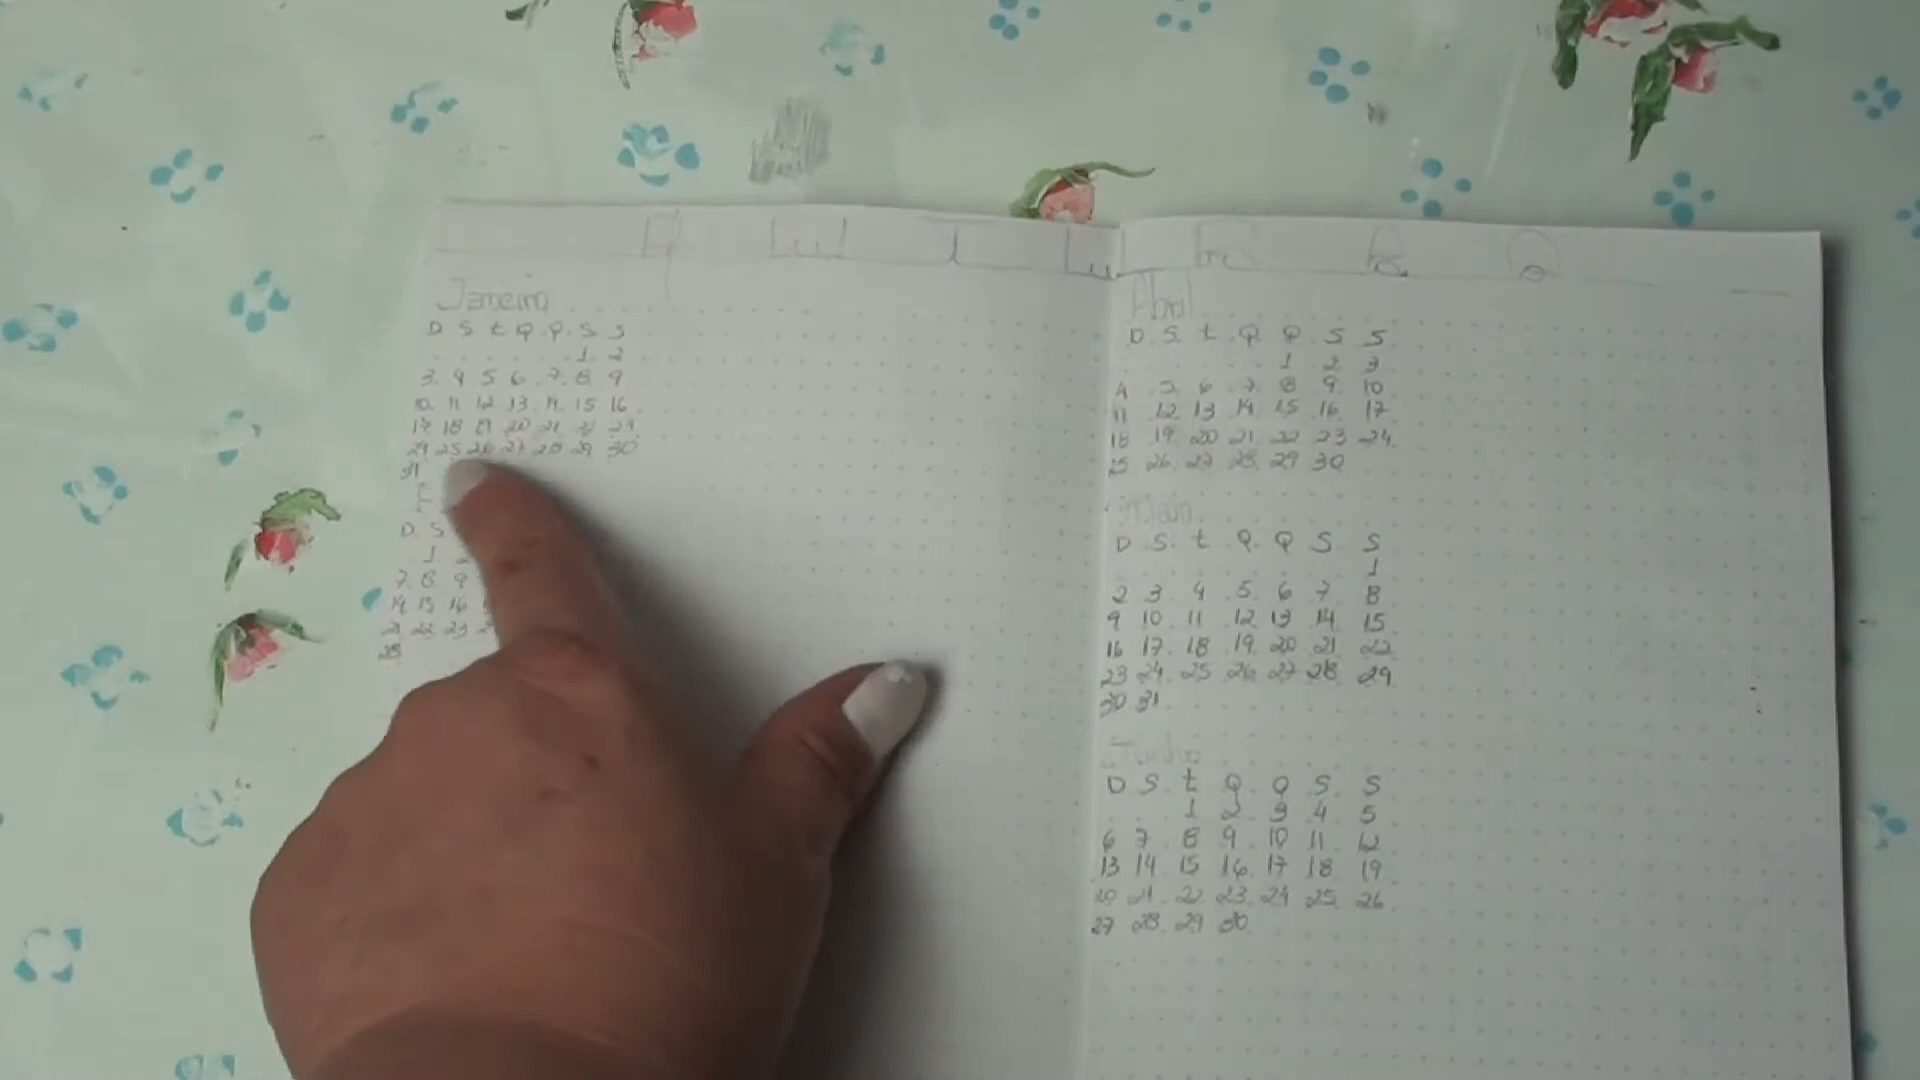 Janeiro
D S t Q Q S S
1 2
3 4 5 6 7 8 9
10 11 12 13 14 15 16
17 18 19 20 21 22 23
24 25 26 27 28 29 30
31
D S
1 2
7 8 9
14 15 16
21 22 23
28
Abril
D S t Q Q S S
1 2 3
4 5 6 7 8 9 10
11 12 13 14 15 16 17
18 19 20 21 22 23 24
25 26 27 28 29 30
Maio
D S t Q Q S S
1
2 3 4 5 6 7 8
9 10 11 12 13 14 15
16 17 18 19 20 21 22
23 24 25 26 27 28 29
30 31
Junho
D S t Q Q S S
1 2 3 4 5
6 7 8 9 10 11 12
13 14 15 16 17 18 19
20 21 22 23 24 25 26
27 28 29 30